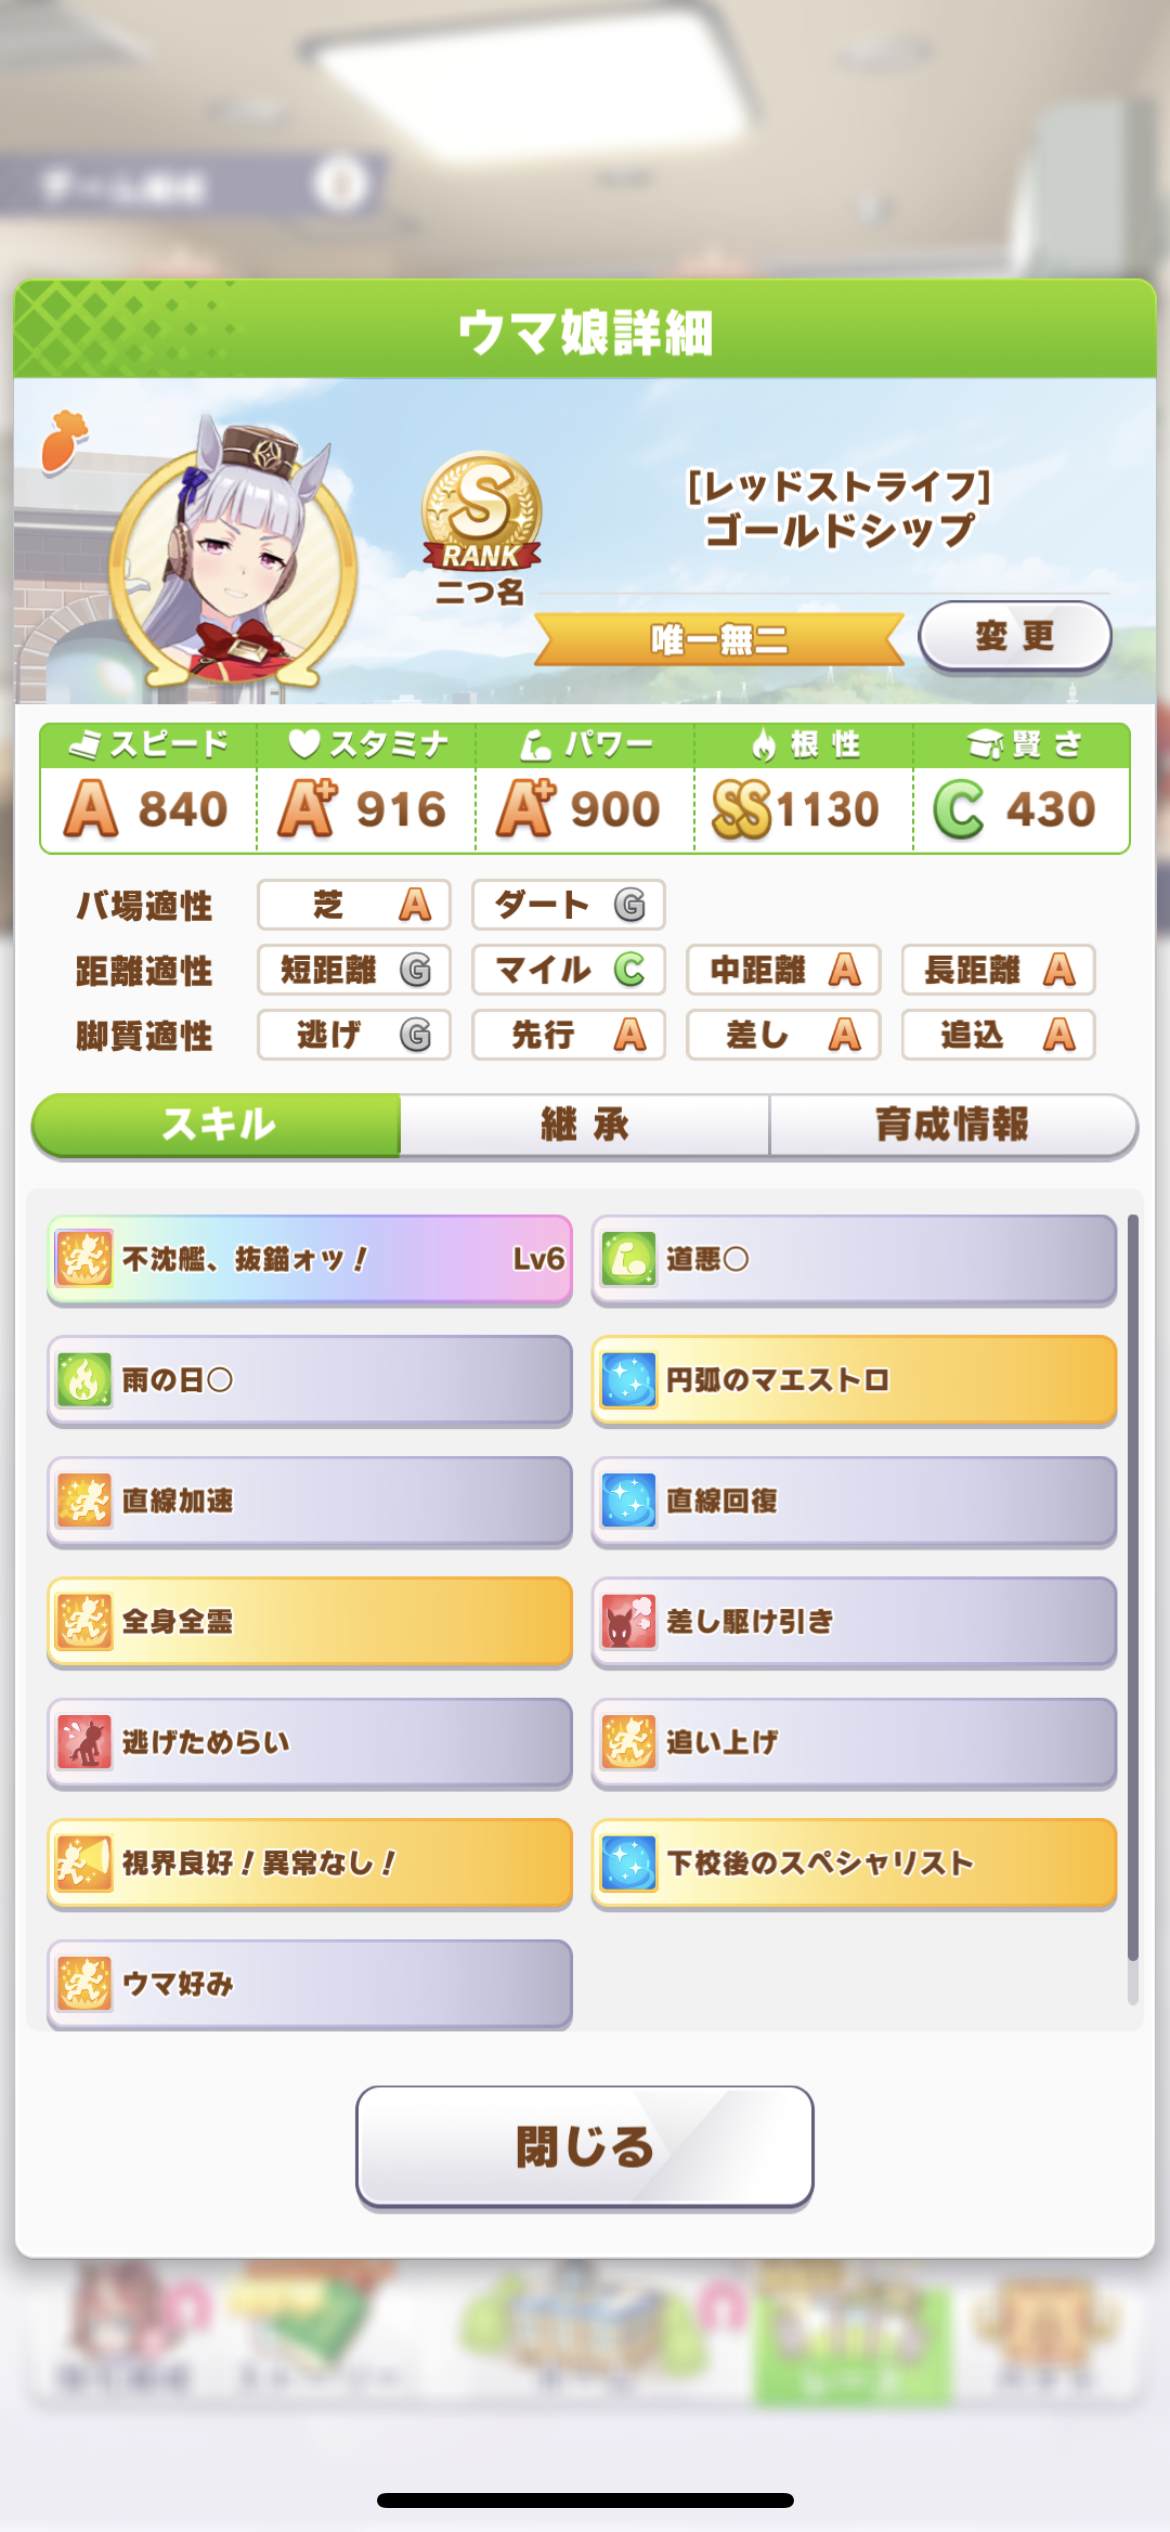 ウマ娘詳細
[レッドストライフ]
ゴールドシップ
S
RANK
二つ名
唯一無二
変更
スピード スタミナ パワー 根性 賢さ
A 840 A+ 916 A+ 900 SS 1130 C 430
バ場適性 芝 A ダート G
距離適性 短距離 G マイル C 中距離 A 長距離 A
脚質適性 逃げ G 先行 A 差し A 追込 A
スキル 継承 育成情報
不沈艦、抜錨ォッ! Lv6 道悪○
雨の日○ 円弧のマエストロ
直線加速 直線回復
全身全霊 差し駆け引き
逃げためらい 追い上げ
視界良好!異常なし! 下校後のスペシャリスト
ウマ好み
閉じる